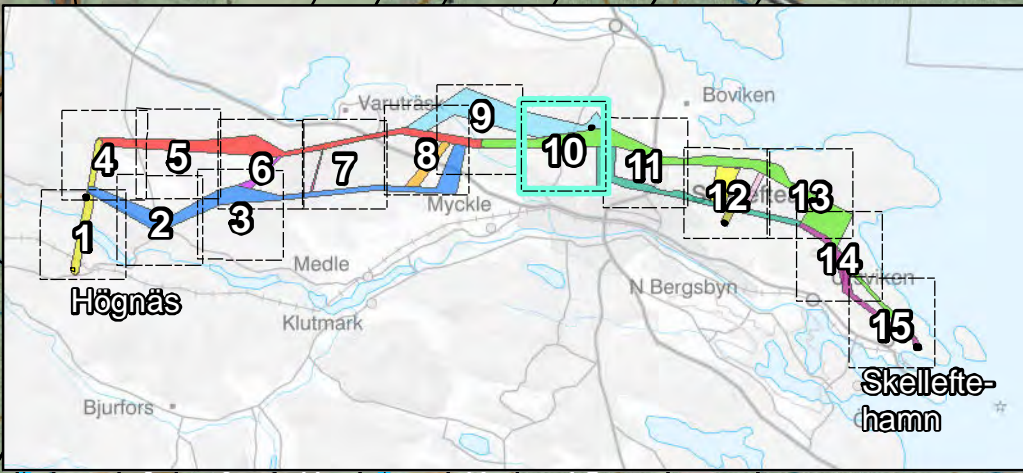 Boviken
Varuträsk
9
10
4
5
6
7
8
11
12
13
1
2
3
Myckle
14
Medle
N Bergsbyn
Högnäs
Klutmark
15
Skellefte-
hamn
Bjurfors